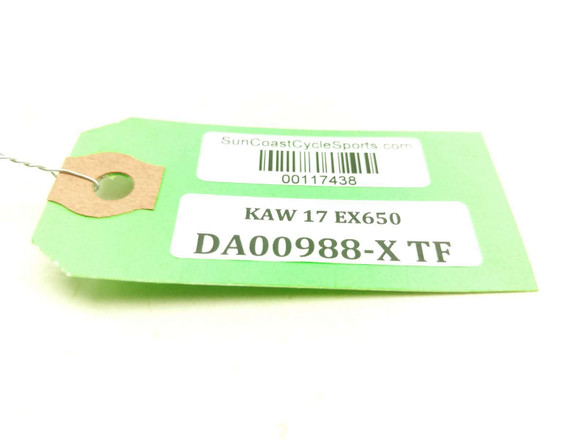 SunCoastCycleSports.com
00117438
KAW 17 EX650
DA00988-X TF